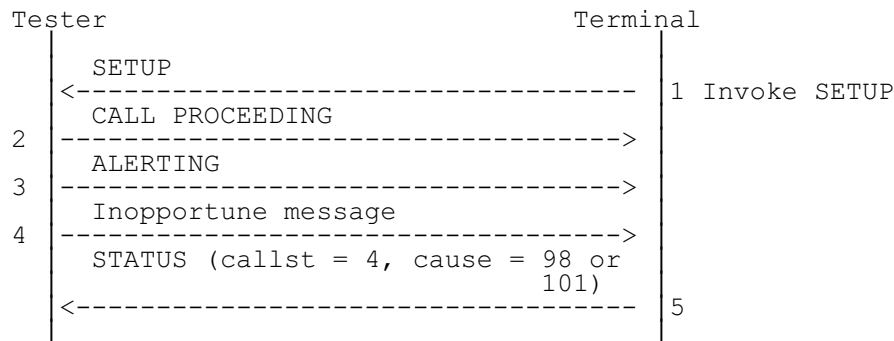 Tester Terminal
SETUP
<----------------------------------- 1 Invoke SETUP
CALL PROCEEDING
2 ----------------------------------->
ALERTING
3 ----------------------------------->
Inopportune message
4 ----------------------------------->
STATUS (callst = 4, cause = 98 or
101)
<----------------------------------- 5